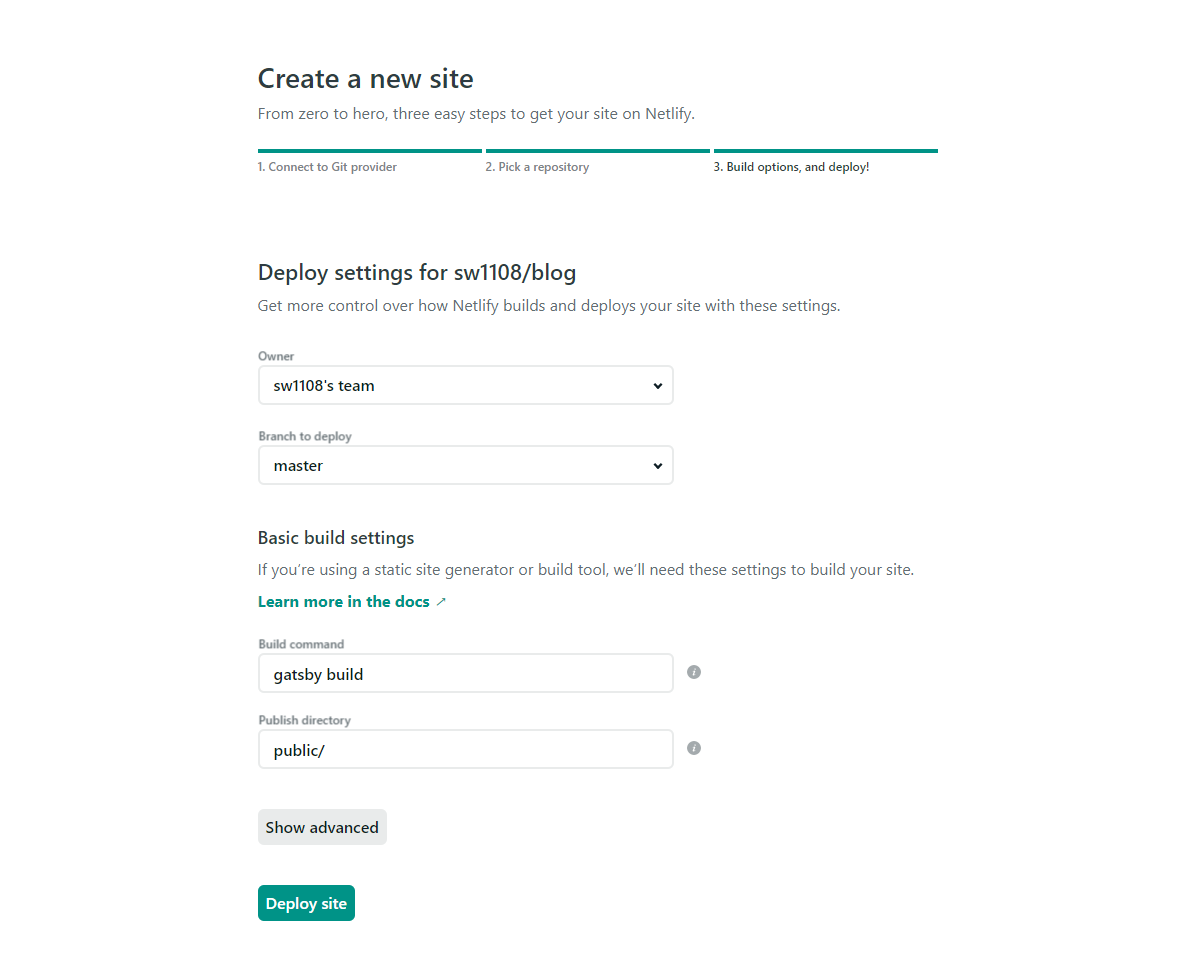 Create a new site
From zero to hero, three easy steps to get your site on Netlify.
1. Connect to Git provider
2. Pick a repository
3. Build options, and deploy!
Deploy settings for sw1108/blog
Get more control over how Netlify builds and deploys your site with these settings.
Owner
sw1108's team
Branch to deploy
master
Basic build settings
If you’re using a static site generator or build tool, we’ll need these settings to build your site.
Learn more in the docs ↗
Build command
gatsby build
i
Publish directory
public/
i
Show advanced
Deploy site